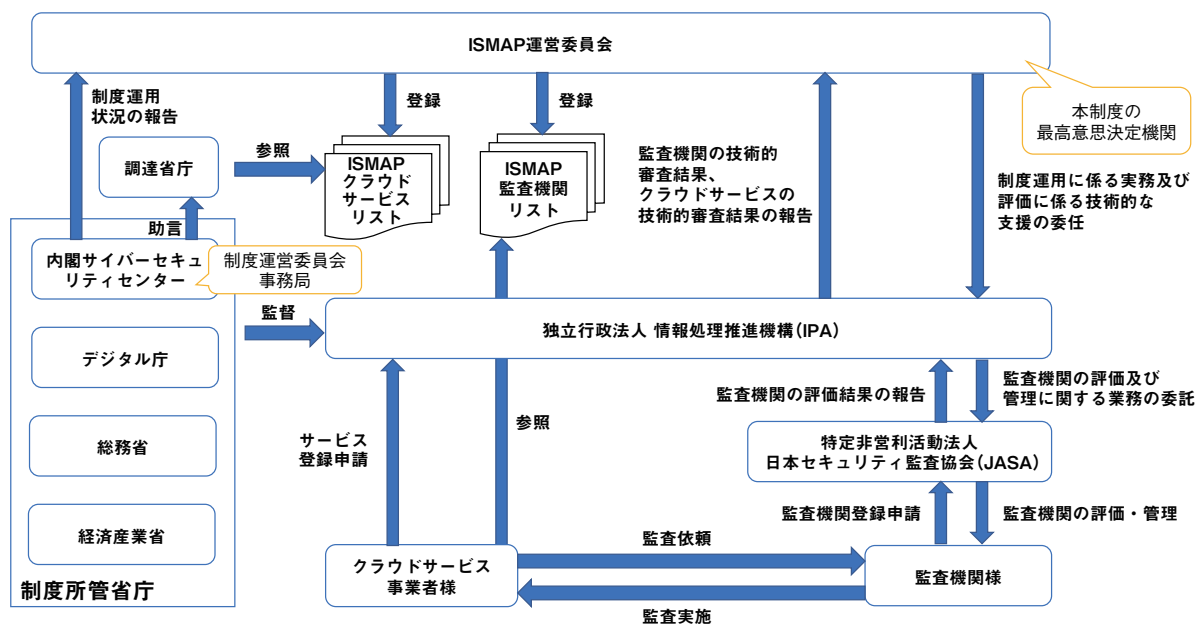 ISMAP運営委員会
本制度の
最高意思決定機関
制度運用
状況の報告
登録
登録
調達省庁
参照
ISMAP
クラウド
サービス
リスト
ISMAP
監査機関
リスト
監査機関の技術的
審査結果、
クラウドサービスの
技術的審査結果の報告
制度運用に係る実務及び
評価に係る技術的な
支援の委任
助言
内閣サイバーセキュ
リティセンター
制度運営委員会
事務局
監督
独立行政法人 情報処理推進機構(IPA)
デジタル庁
総務省
経済産業省
制度所管省庁
サービス
登録申請
参照
監査機関の評価結果の報告
監査機関の評価及び
管理に関する業務の委託
特定非営利活動法人
日本セキュリティ監査協会(JASA)
監査機関登録申請
監査機関の評価・管理
クラウドサービス
事業者様
監査依頼
監査実施
監査機関様